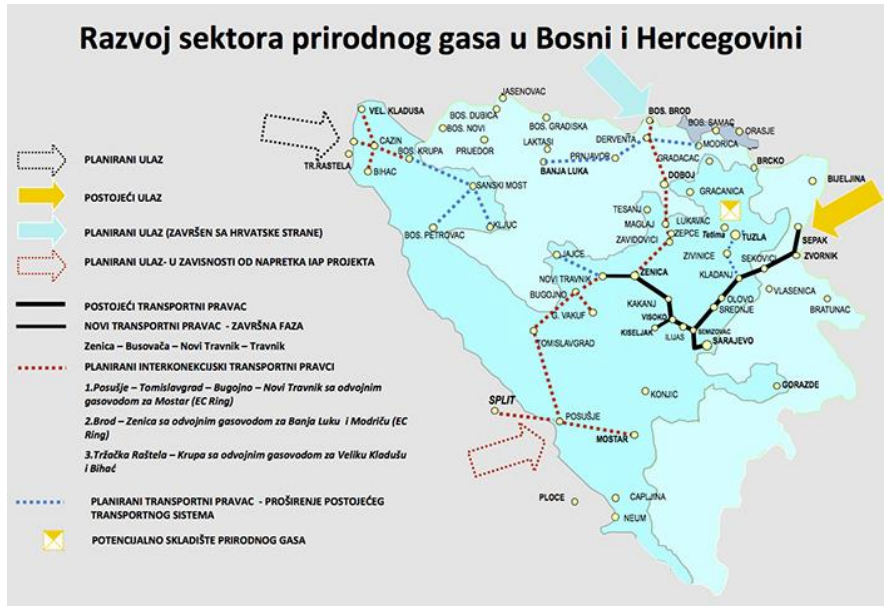 Razvoj sektora prirodnog gasa u Bosni i Hercegovini
PLANIRANI ULAZ
POSTOJEĆI ULAZ
PLANIRANI ULAZ (ZAVRŠEN SA HRVATSKE STRANE)
PLANIRANI ULAZ- U ZAVISNOSTI OD NAPRETKA IAP PROJEKTA
POSTOJEĆI TRANSPORTNI PRAVAC
NOVI TRANSPORTNI PRAVAC - ZAVRŠNA FAZA
Zenica – Busovača – Novi Travnik – Travnik
PLANIRANI INTERKONEKCIJSKI TRANSPORTNI PRAVCI
1.Posušje – Tomislavgrad – Bugojno – Novi Travnik sa odvojnim
gasovodom za Mostar (EC Ring)
2.Brod – Zenica sa odvojnim gasovodom za Banja Luku i Modriču (EC
Ring)
3.Tržačka Raštela – Krupa sa odvojnim gasovodom za Veliku Kladušu
i Bihać
PLANIRANI TRANSPORTNI PRAVAC - PROŠIRENJE POSTOJEĆEG
TRANSPORTNOG SISTEMA
POTENCIJALNO SKLADIŠTE PRIRODNOG GASA
JASENOVAC
VEL. KLADUSA
BOS. DUBICA
BOS. NOVI
BOS. GRADISKA
BOS. BROD
BOS. SAMAC
ORASJE
CAZIN
PRIJEDOR
LAKTASI
DERVENTA
MODRICA
BOS. KRUPA
TR.RASTELA
BIHAC
BANJA LUKA
PRNJAVOR
GRADACAC
BRCKO
DOBOJ
BIJELJINA
SANSKI MOST
GRACANICA
TESANJ
LUKAVAC
MAGLAJ
Tetima
TUZLA
BOS. PETROVAC
KLJUC
ZEPCE
ZAVIDOVICI
SEPAK
ZVORNIK
JAJCE
ZIVINICE
SEKOVICI
NOVI TRAVNIK
ZENICA
KLADANJ
VLASENICA
BUGOJNO
KAKANJ
OLOVO
SREDNJE
BRATUNAC
G. VAKUF
VISOKO
KISELJAK
ILIJAS
SEMIZOVAC
SARAJEVO
TOMISLAVGRAD
KONJIC
GORAZDE
SPLIT
POSUŠJE
MOSTAR
PLOCE
CAPLJINA
NEUM